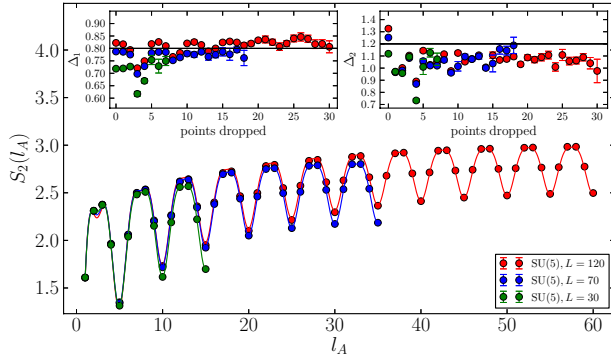 0.90
0.85
0.80
0.75
0.70
0.65
0.60
Δ₁
0 5 10 15 20 25 30
points dropped
1.4
1.3
1.2
1.1
1.0
0.9
0.8
0.7
Δ₂
0 5 10 15 20 25 30
points dropped
4.0
3.5
3.0
2.5
2.0
1.5
S₂(l_A)
SU(5), L = 120
SU(5), L = 70
SU(5), L = 30
0 10 20 30 40 50 60
l_A